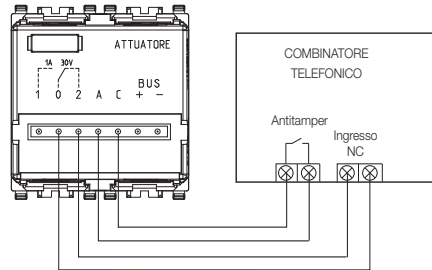 ATTUATORE
1A 30V
BUS
1 0 2 A C + −
COMBINATORE
TELEFONICO
Antitamper
Ingresso
NC